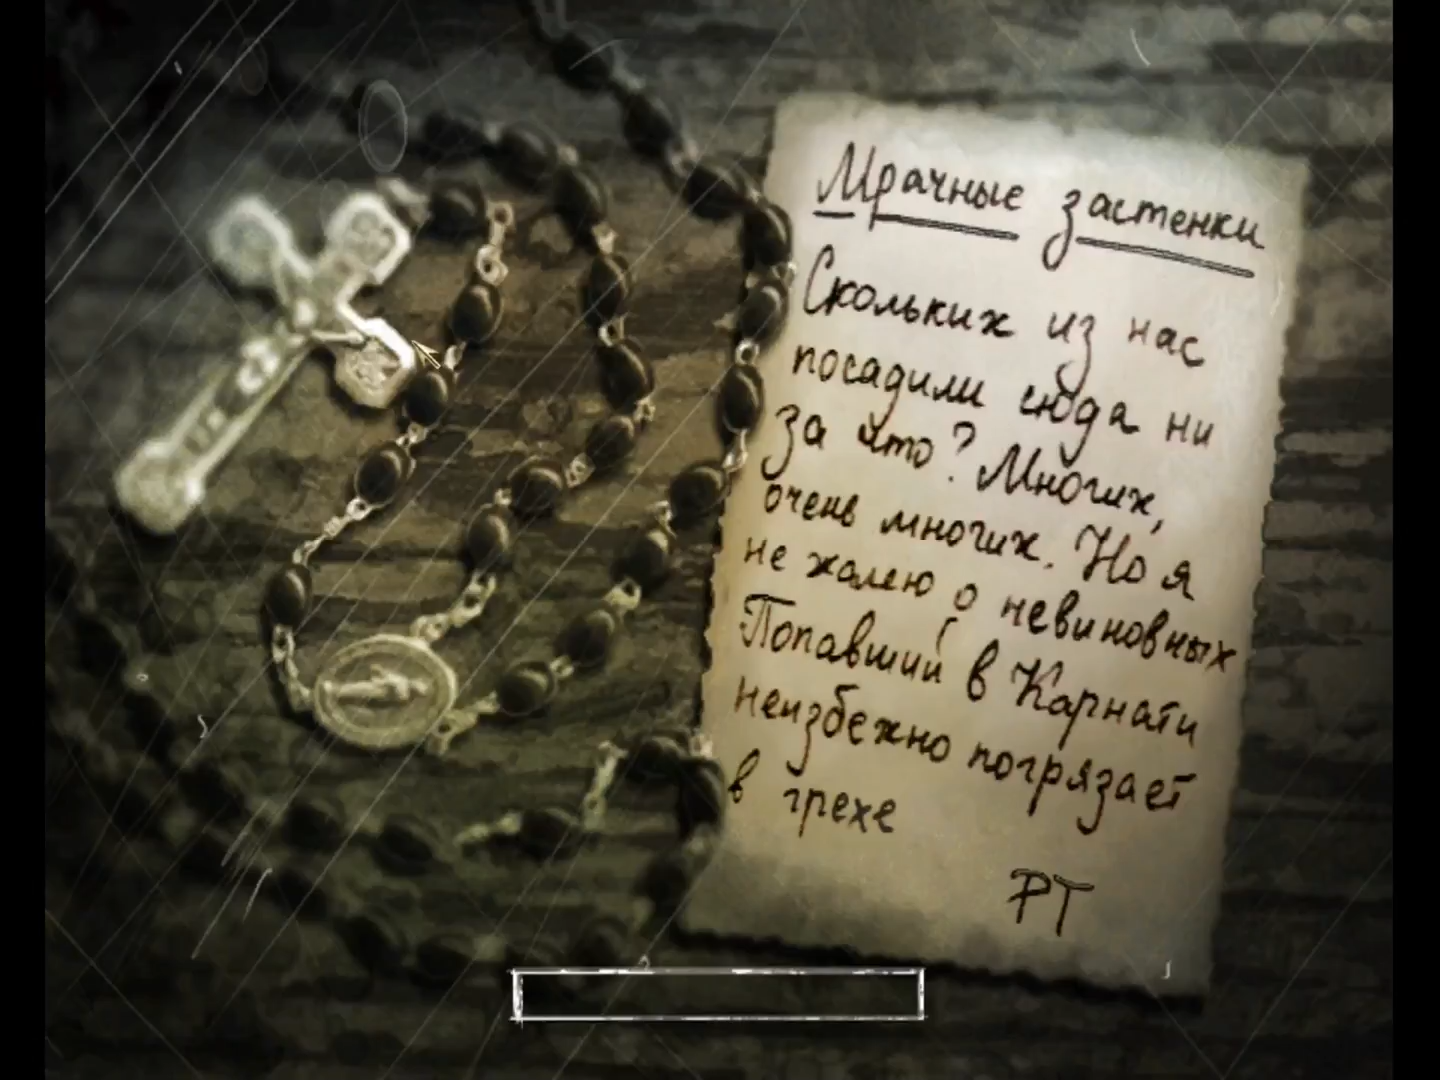 Мрачные застенки
Скольких из нас
посадили сюда ни
за что? Многих,
очень многих. Но я
не жалею о невиновных
Попавший в Карнати
неизбежно погрязает
в грехе
РТ